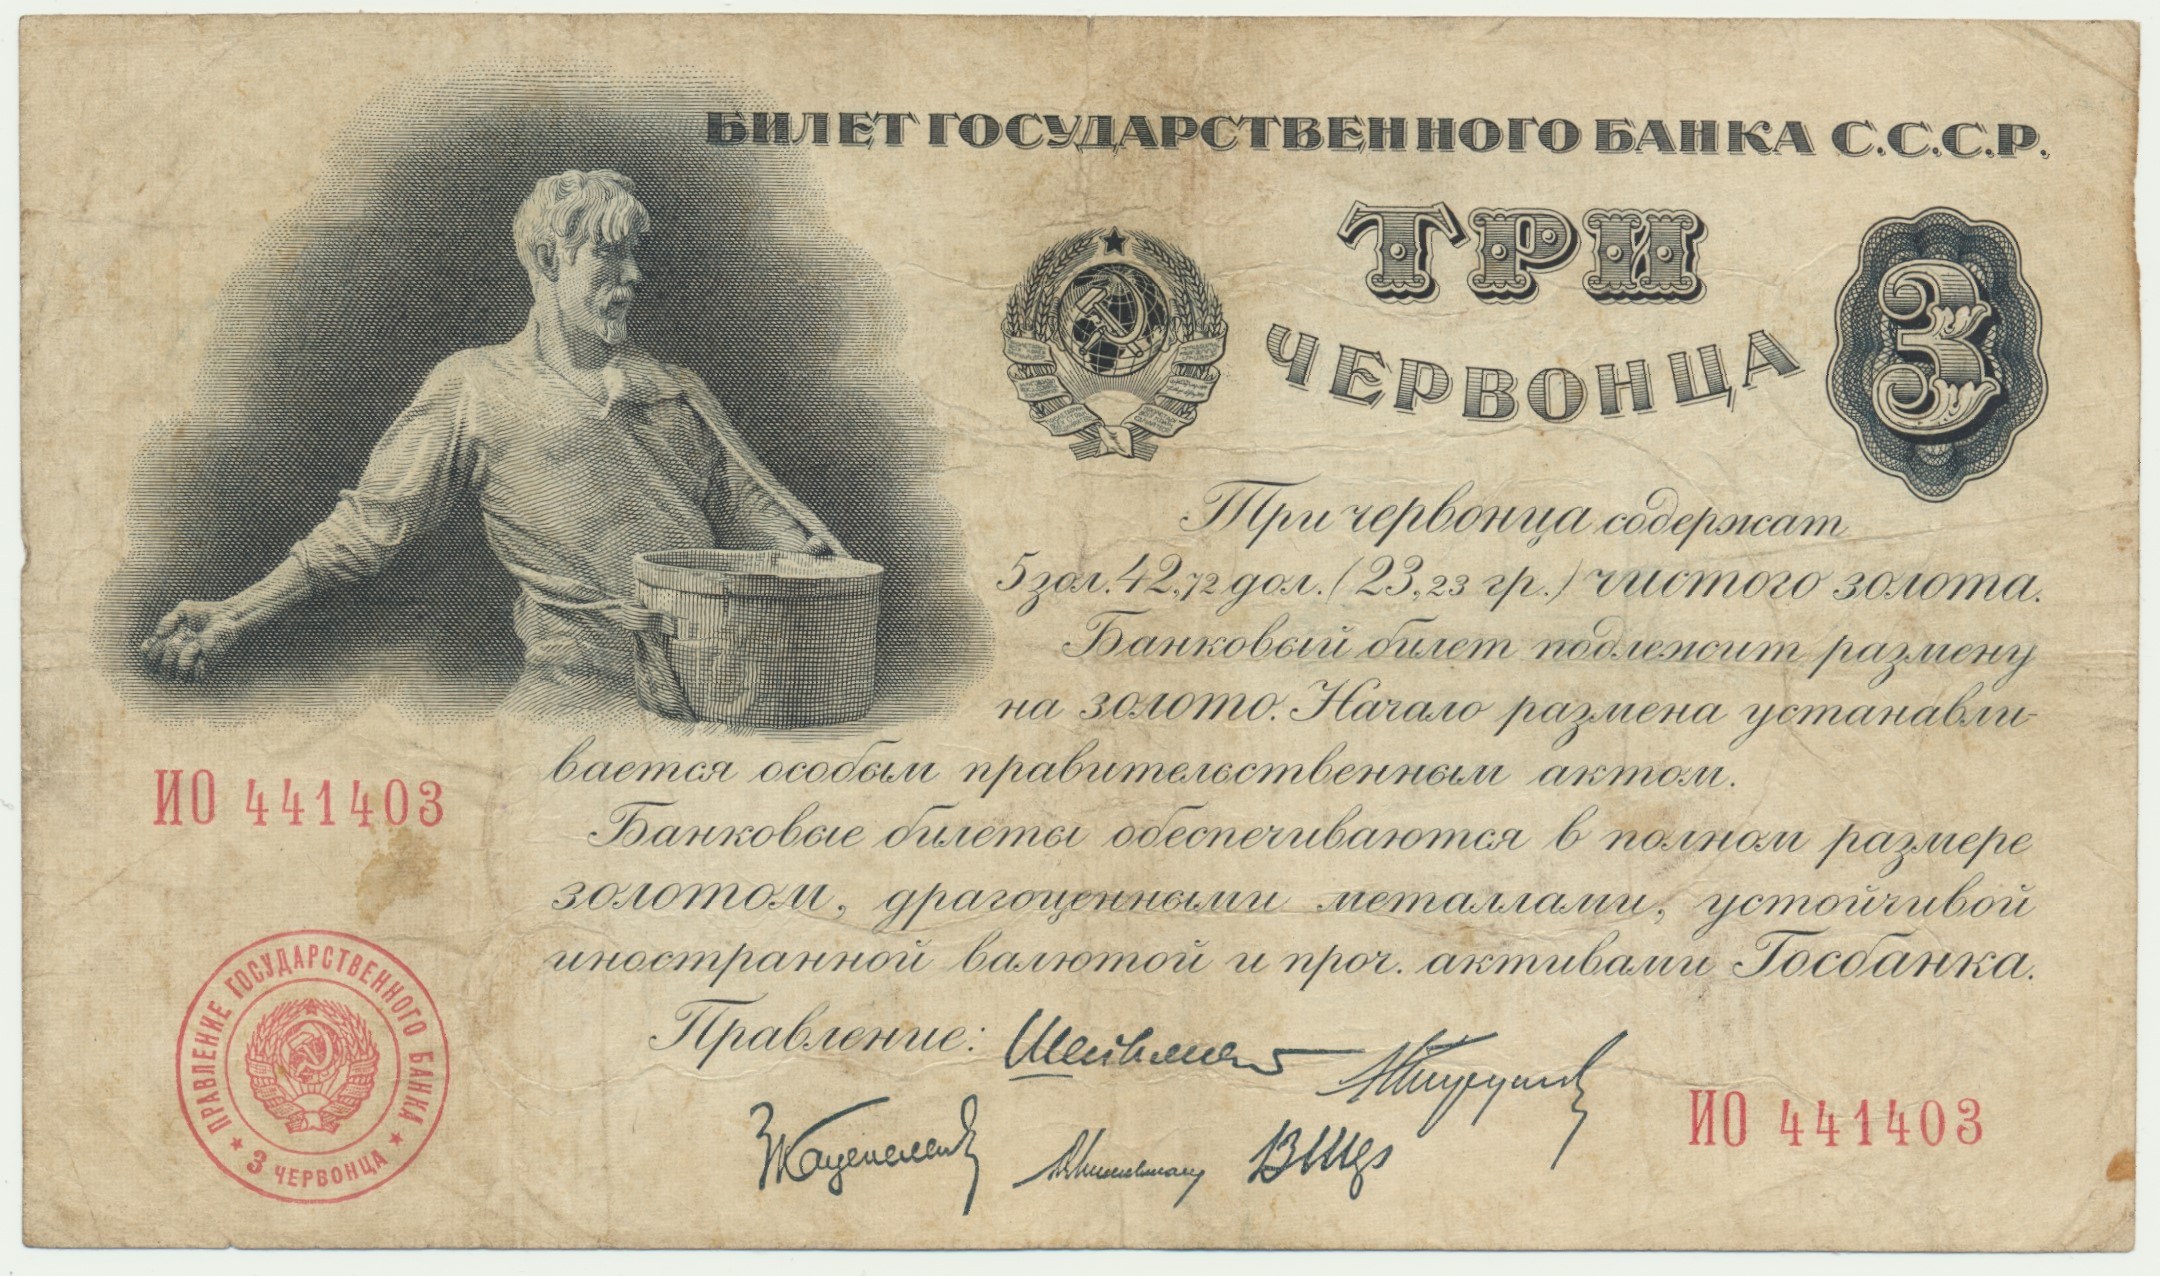 БИЛЕТ ГОСУДАРСТВЕННОГО БАНКА С.С.С.Р.
ТРИ
ЧЕРВОНЦА
3
Три червонца содержат
5 зол. 42,72 дол. (23,23 гр.) чистого золота.
Банковый билет подлежит размену
на золото. Начало размена устанавли-
вается особым правительственным актом.
Банковые билеты обеспечиваются в полном размере
золотом, драгоценными металлами, устойчивой
иностранной валютой и проч. активами Госбанка.
Правление:
ИО 441403
ПРАВЛЕНИЕ ГОСУДАРСТВЕННОГО БАНКА
★ 3 ЧЕРВОНЦА ★
ИО 441403